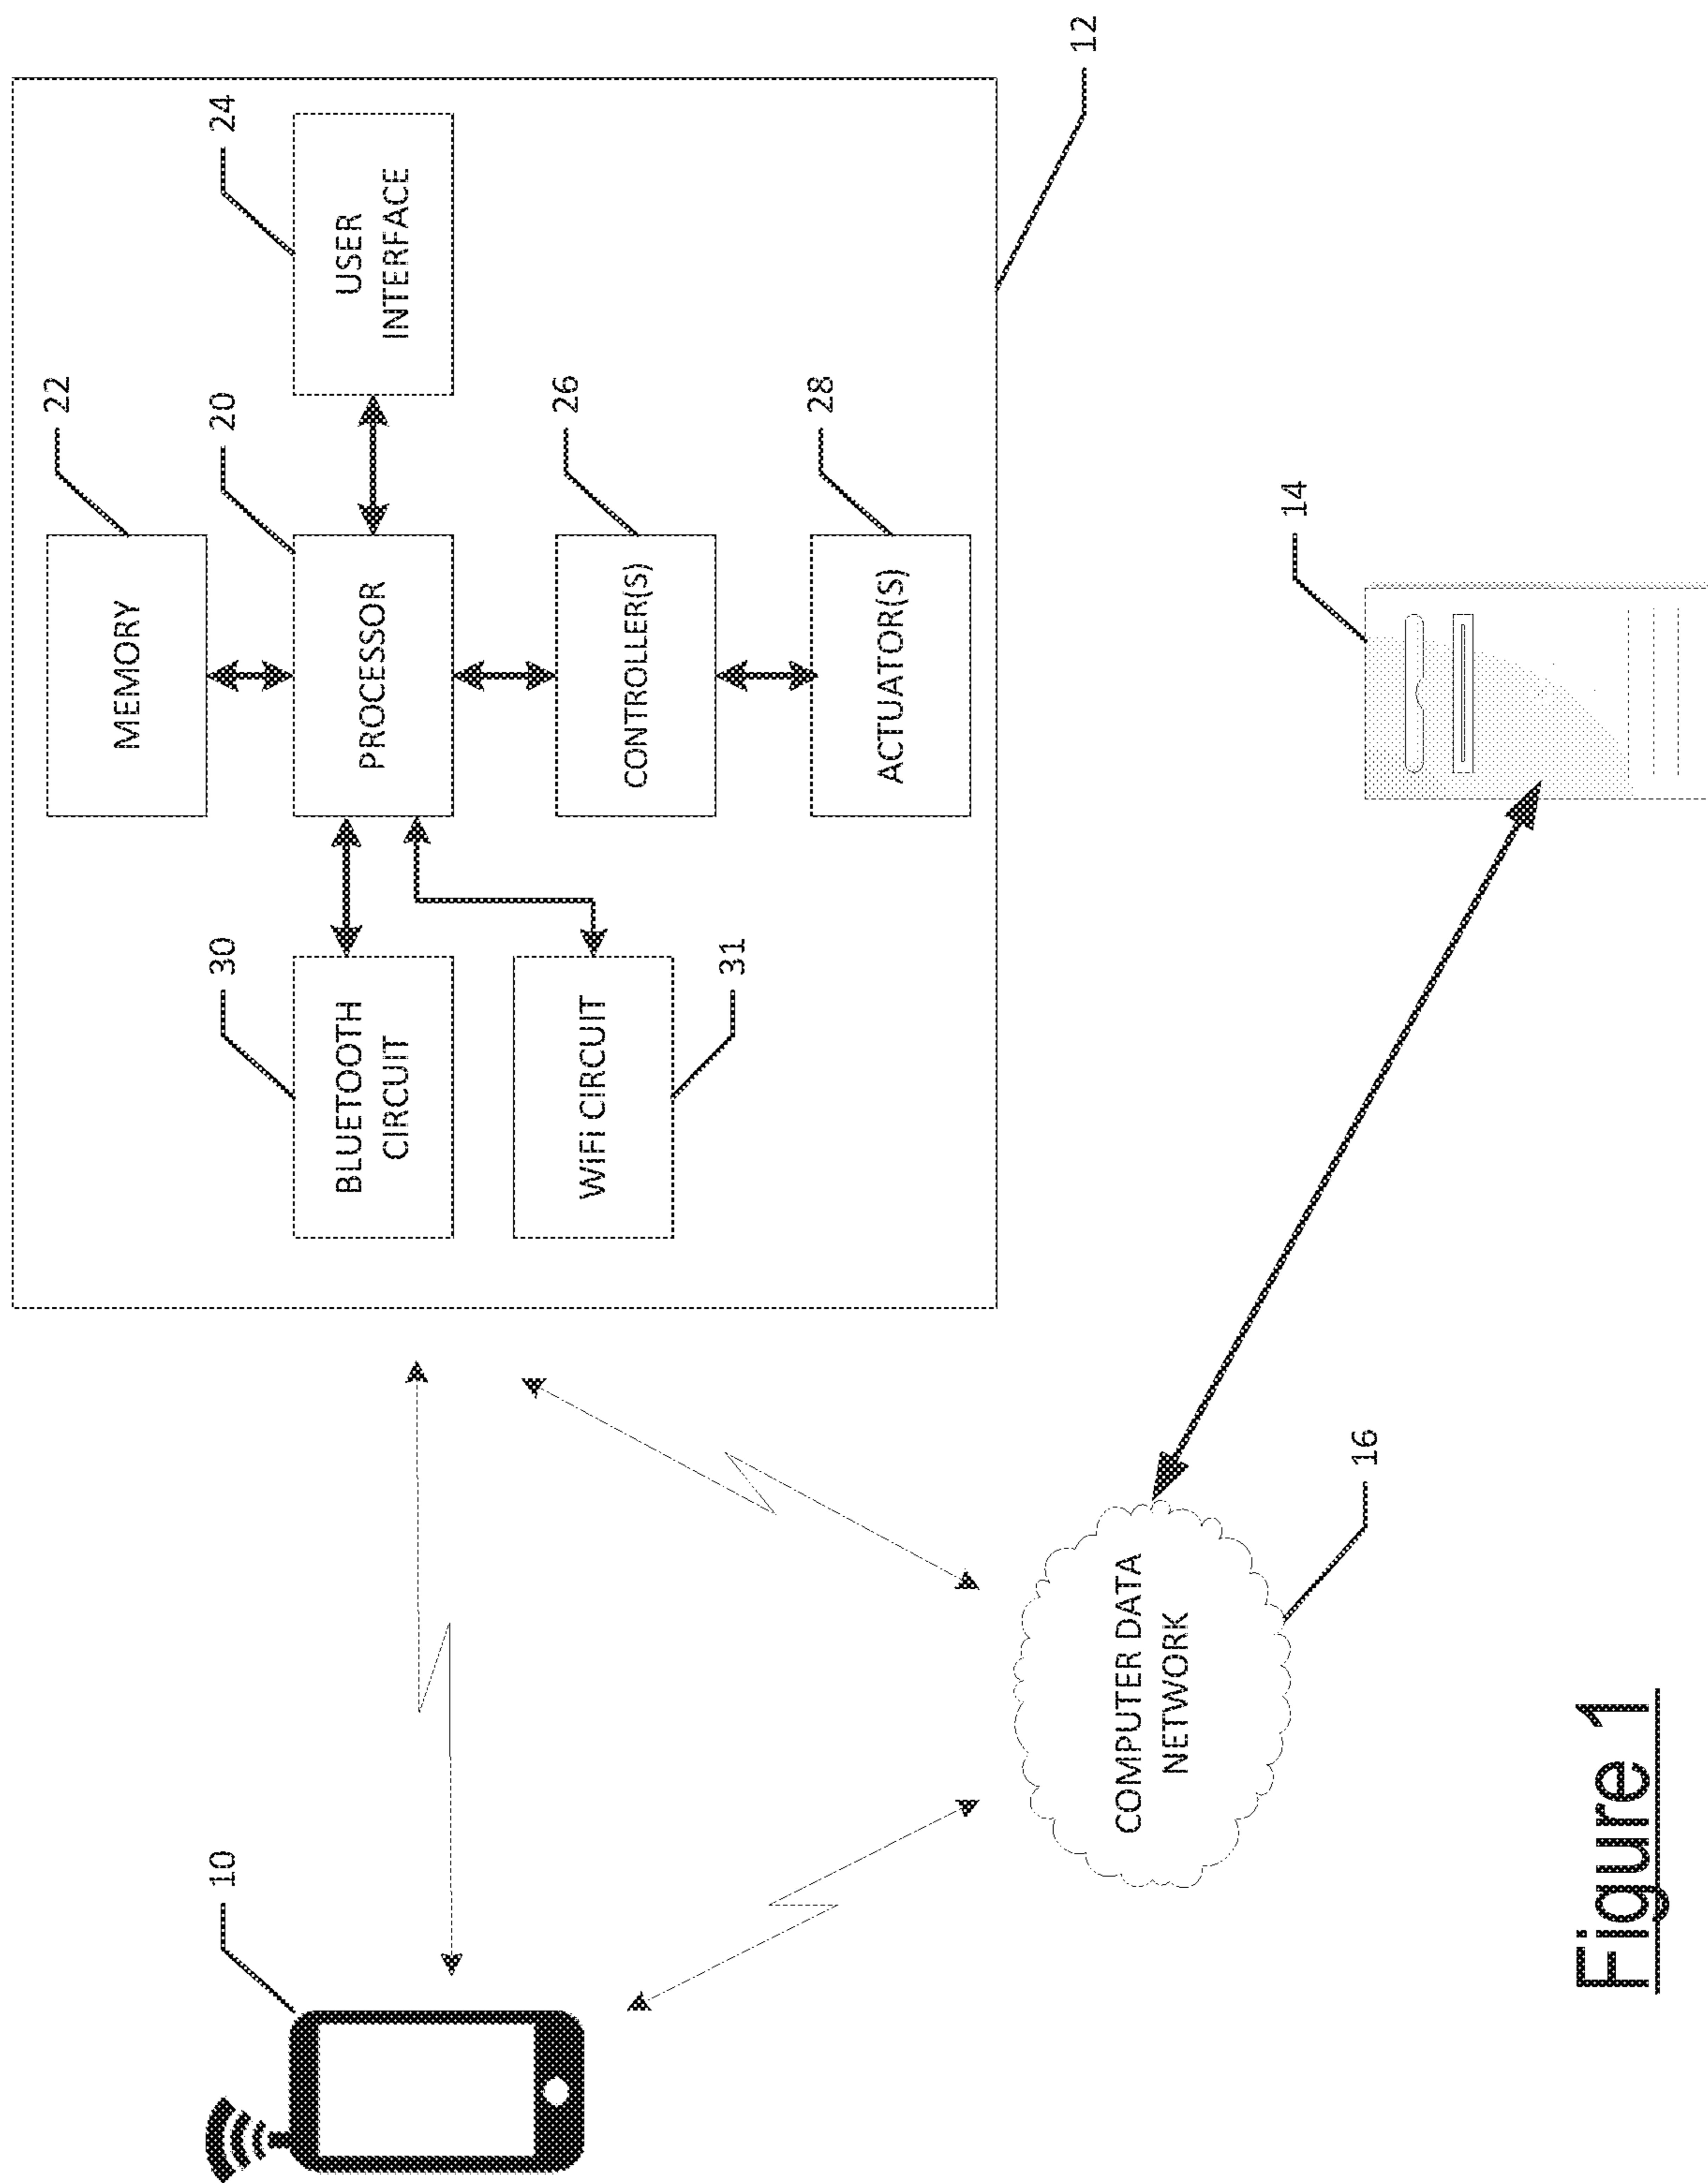 22
MEMORY
24
30
20
BLUETOOTH
CIRCUIT
PROCESSOR
USER
INTERFACE
26
WiFi CIRCUIT
CONTROLLER(S)
31
28
ACTUATOR(S)
12
10
COMPUTER DATA
NETWORK
16
14
Figure 1